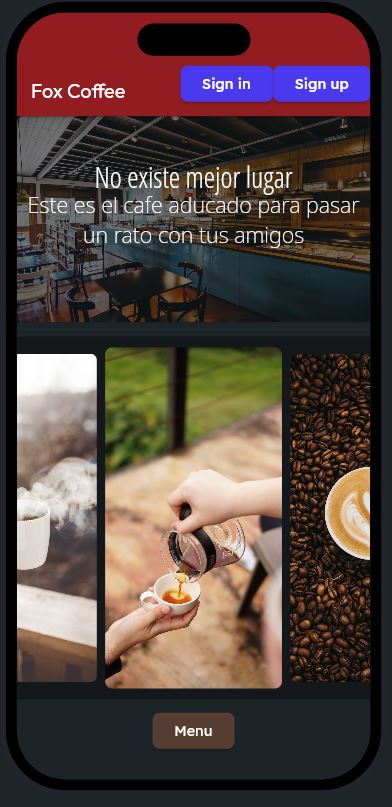 Fox Coffee
Sign in
Sign up
No existe mejor lugar
Este es el cafe aducado para pasar
un rato con tus amigos
Menu